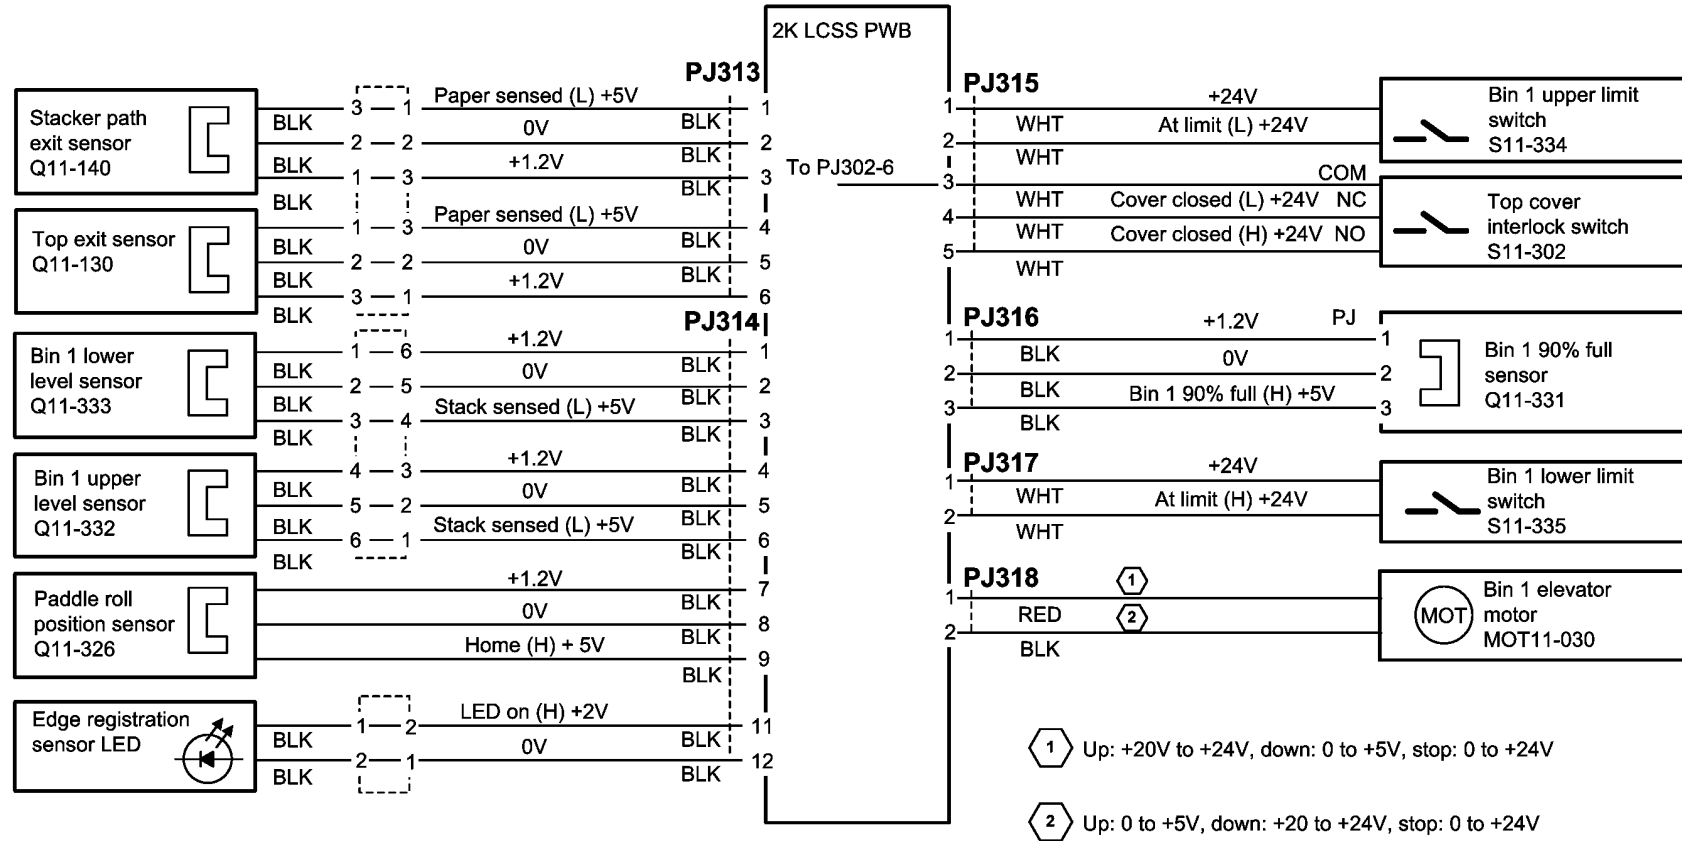 2K LCSS PWB
PJ313
Stacker path
exit sensor
Q11-140
BLK
3
1
Paper sensed (L) +5V
BLK
1
BLK
2
2
0V
BLK
2
BLK
1
3
+1.2V
BLK
3
Top exit sensor
Q11-130
BLK
1
3
Paper sensed (L) +5V
BLK
4
BLK
2
2
0V
BLK
5
BLK
3
1
+1.2V
6
PJ314
Bin 1 lower
level sensor
Q11-333
BLK
1
6
+1.2V
BLK
1
BLK
2
5
0V
BLK
2
BLK
3
4
Stack sensed (L) +5V
BLK
3
Bin 1 upper
level sensor
Q11-332
BLK
4
3
+1.2V
BLK
4
BLK
5
2
0V
BLK
5
BLK
6
1
Stack sensed (L) +5V
BLK
6
Paddle roll
position sensor
Q11-326
+1.2V
BLK
7
0V
BLK
8
Home (H) + 5V
BLK
9
Edge registration
sensor LED
BLK
1
2
LED on (H) +2V
BLK
11
BLK
2
1
0V
BLK
12
To PJ302-6
PJ315
1
WHT
+24V
2
WHT
At limit (L) +24V
Bin 1 upper limit
switch
S11-334
3
WHT
COM
4
WHT
Cover closed (L) +24V NC
5
WHT
Cover closed (H) +24V NO
Top cover
interlock switch
S11-302
PJ316
PJ
1
BLK
+1.2V
1
2
BLK
0V
2
3
BLK
Bin 1 90% full (H) +5V
3
Bin 1 90% full
sensor
Q11-331
PJ317
1
WHT
+24V
2
WHT
At limit (H) +24V
Bin 1 lower limit
switch
S11-335
PJ318
1
RED
1
2
BLK
2
MOT
Bin 1 elevator
motor
MOT11-030
1 Up: +20V to +24V, down: 0 to +5V, stop: 0 to +24V
2 Up: 0 to +5V, down: +20 to +24V, stop: 0 to +24V